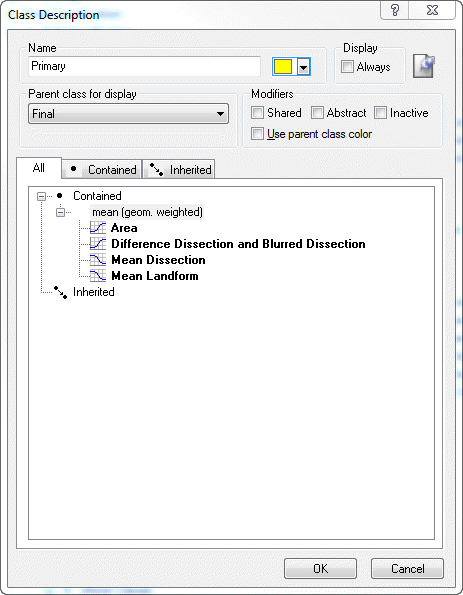 Class Description
Name
Primary
Display
Always
Parent class for display
Final
Modifiers
Shared
Abstract
Inactive
Use parent class color
All
Contained
Inherited
Contained
mean (geom. weighted)
Area
Difference Dissection and Blurred Dissection
Mean Dissection
Mean Landform
Inherited
OK
Cancel